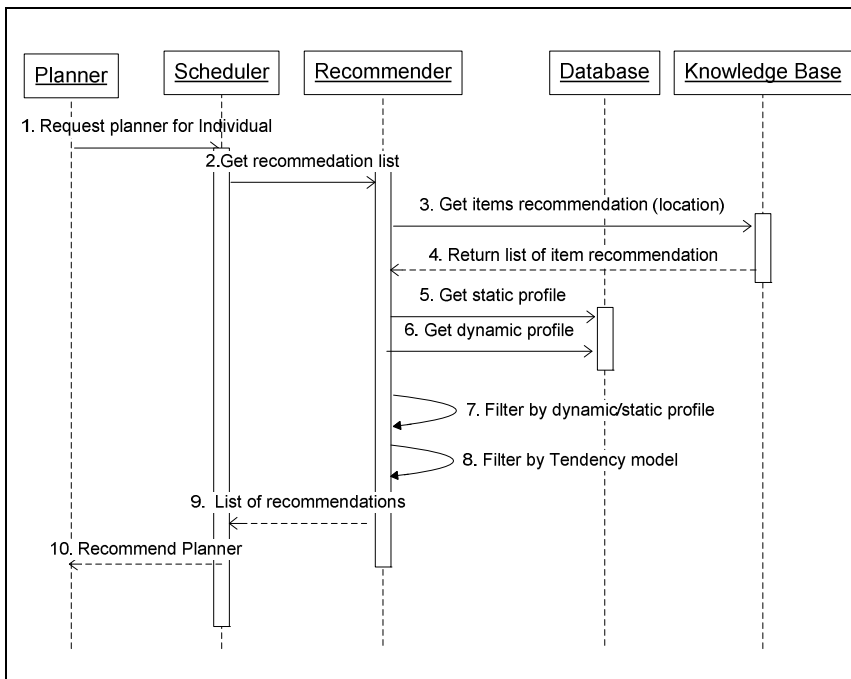 Planner
Scheduler
Recommender
Database
Knowledge Base
1. Request planner for Individual
2.Get recommedation list
3. Get items recommendation (location)
4. Return list of item recommendation
5. Get static profile
6. Get dynamic profile
7. Filter by dynamic/static profile
8. Filter by Tendency model
9. List of recommendations
10. Recommend Planner